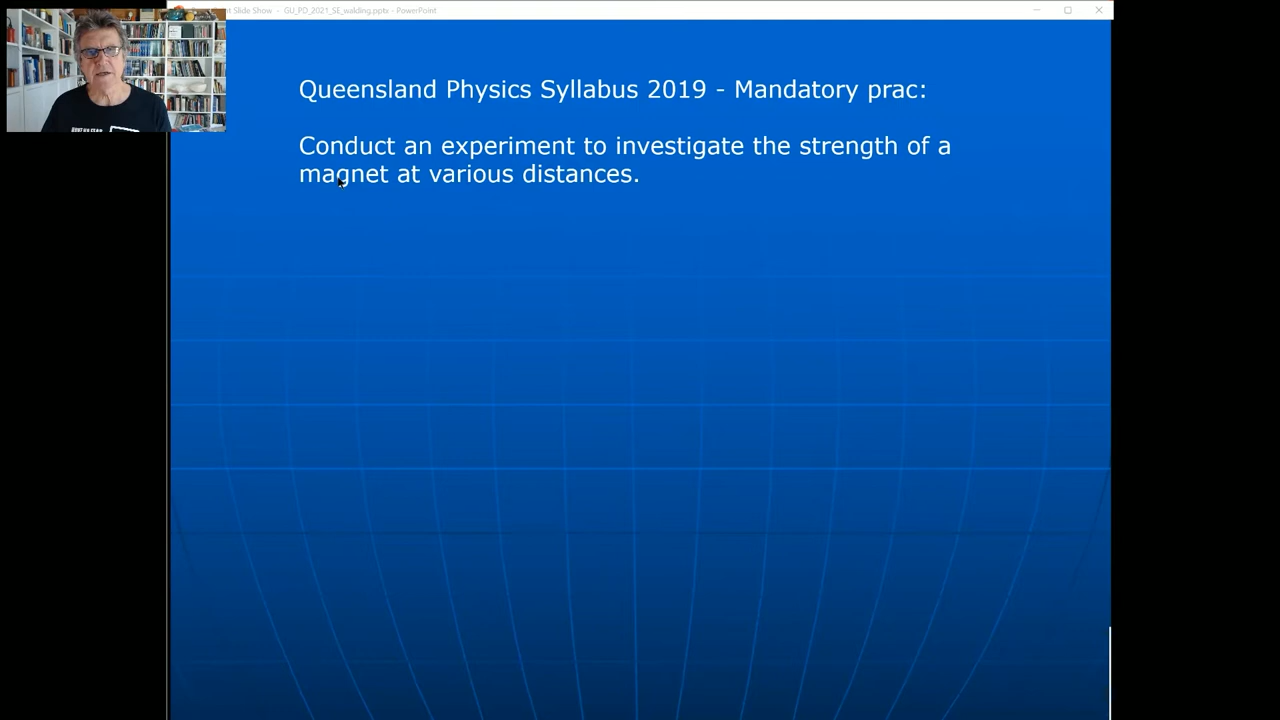 Slide Show - GU_PD_2021_SE_walding.pptx - PowerPoint
Queensland Physics Syllabus 2019 - Mandatory prac:
Conduct an experiment to investigate the strength of a
magnet at various distances.